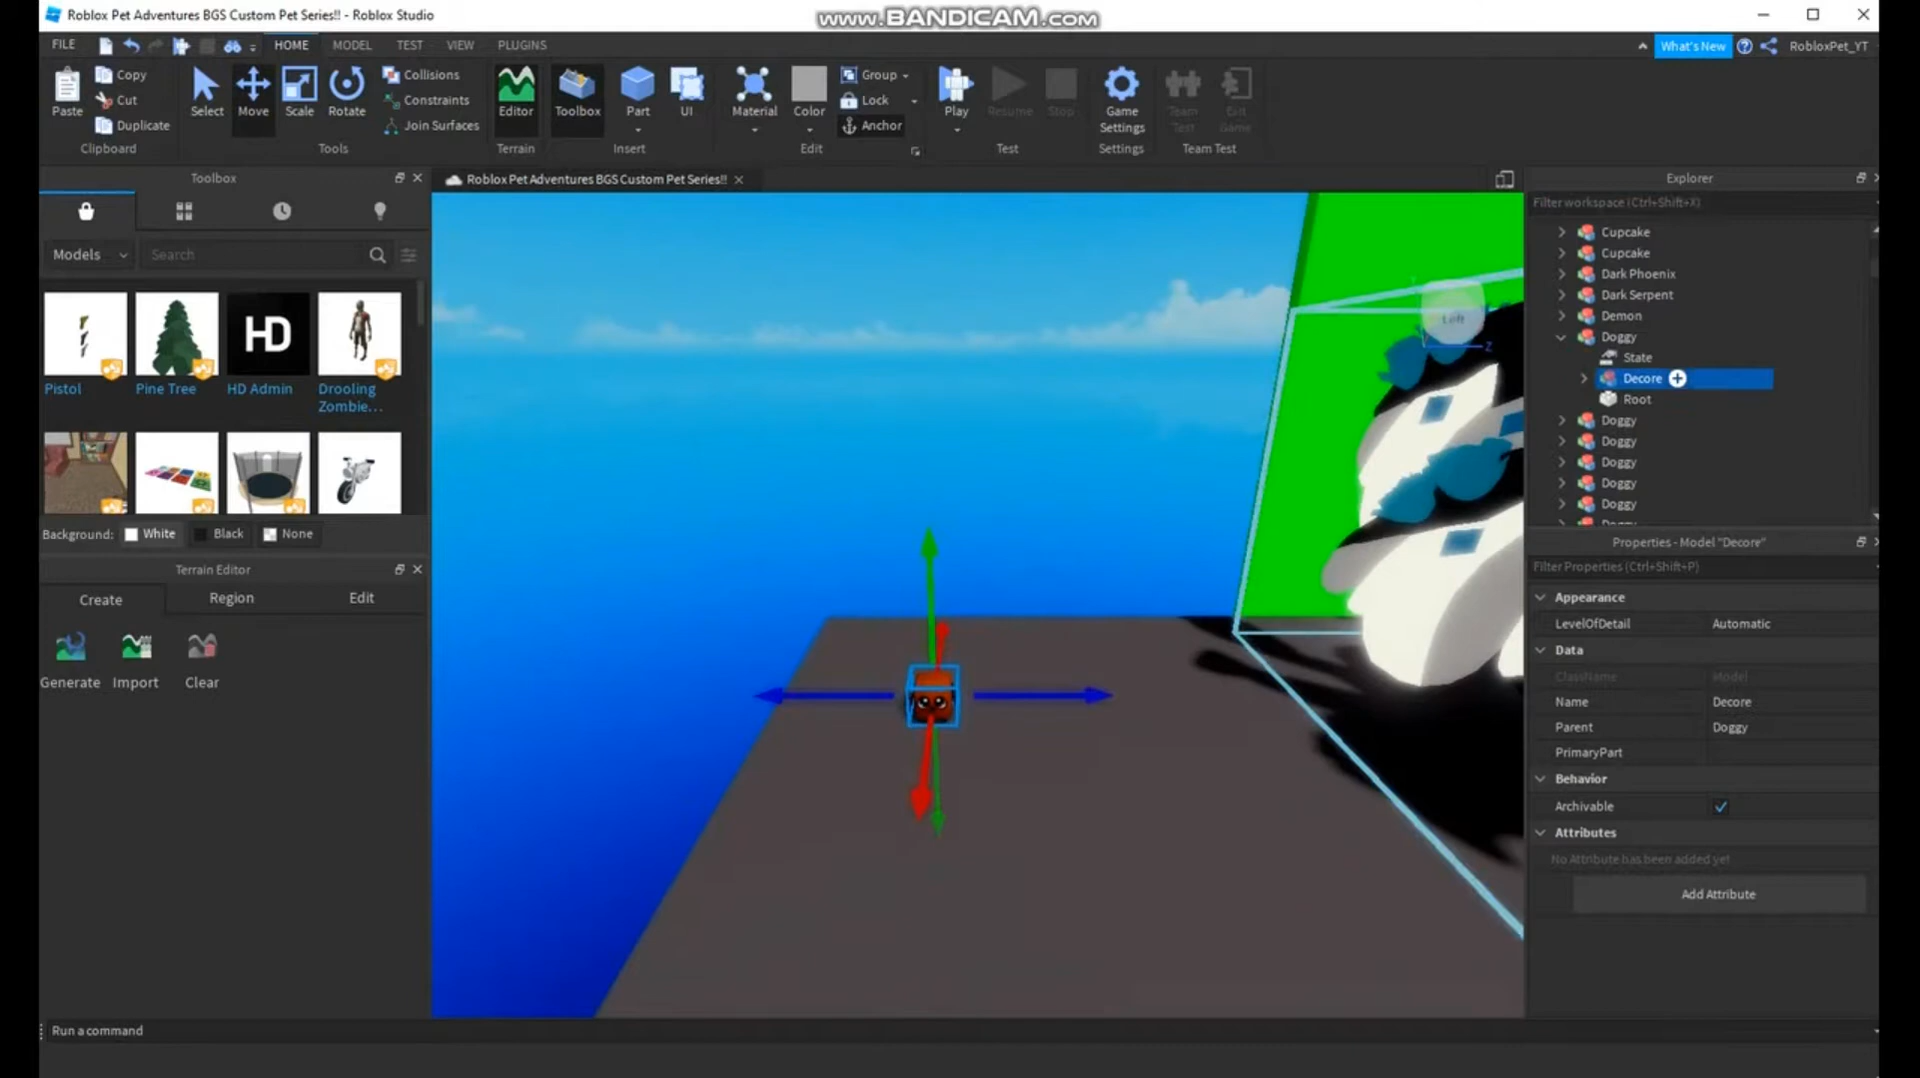 Roblox Pet Adventures BGS Custom Pet Series!! - Roblox Studio
www.BANDICAM.com
FILE
HOME
MODEL
TEST
VIEW
PLUGINS
What's New
RobloxPet_YT
Paste
Copy
Cut
Duplicate
Clipboard
Select
Move
Scale
Rotate
Collisions
Constraints
Join Surfaces
Tools
Editor
Terrain
Toolbox
Part
UI
Insert
Material
Color
Group
Lock
Anchor
Edit
Play
Resume
Stop
Test
Game Settings
Settings
Team Test
Exit Game
Team Test
Toolbox
Roblox Pet Adventures BGS Custom Pet Series!!
Models
Search
HD
Pistol
Pine Tree
HD Admin
Drooling
Zombie...
Background:
White
Black
None
Terrain Editor
Create
Region
Edit
Generate
Import
Clear
Left
Z
Explorer
Filter workspace (Ctrl+Shift+X)
Cupcake
Cupcake
Dark Phoenix
Dark Serpent
Demon
Doggy
State
Decore
Root
Doggy
Doggy
Doggy
Doggy
Doggy
Properties - Model "Decore"
Filter Properties (Ctrl+Shift+P)
Appearance
LevelOfDetail Automatic
Data
ClassName Model
Name Decore
Parent Doggy
PrimaryPart
Behavior
Archivable
Attributes
No Attribute has been added yet
Add Attribute
Run a command